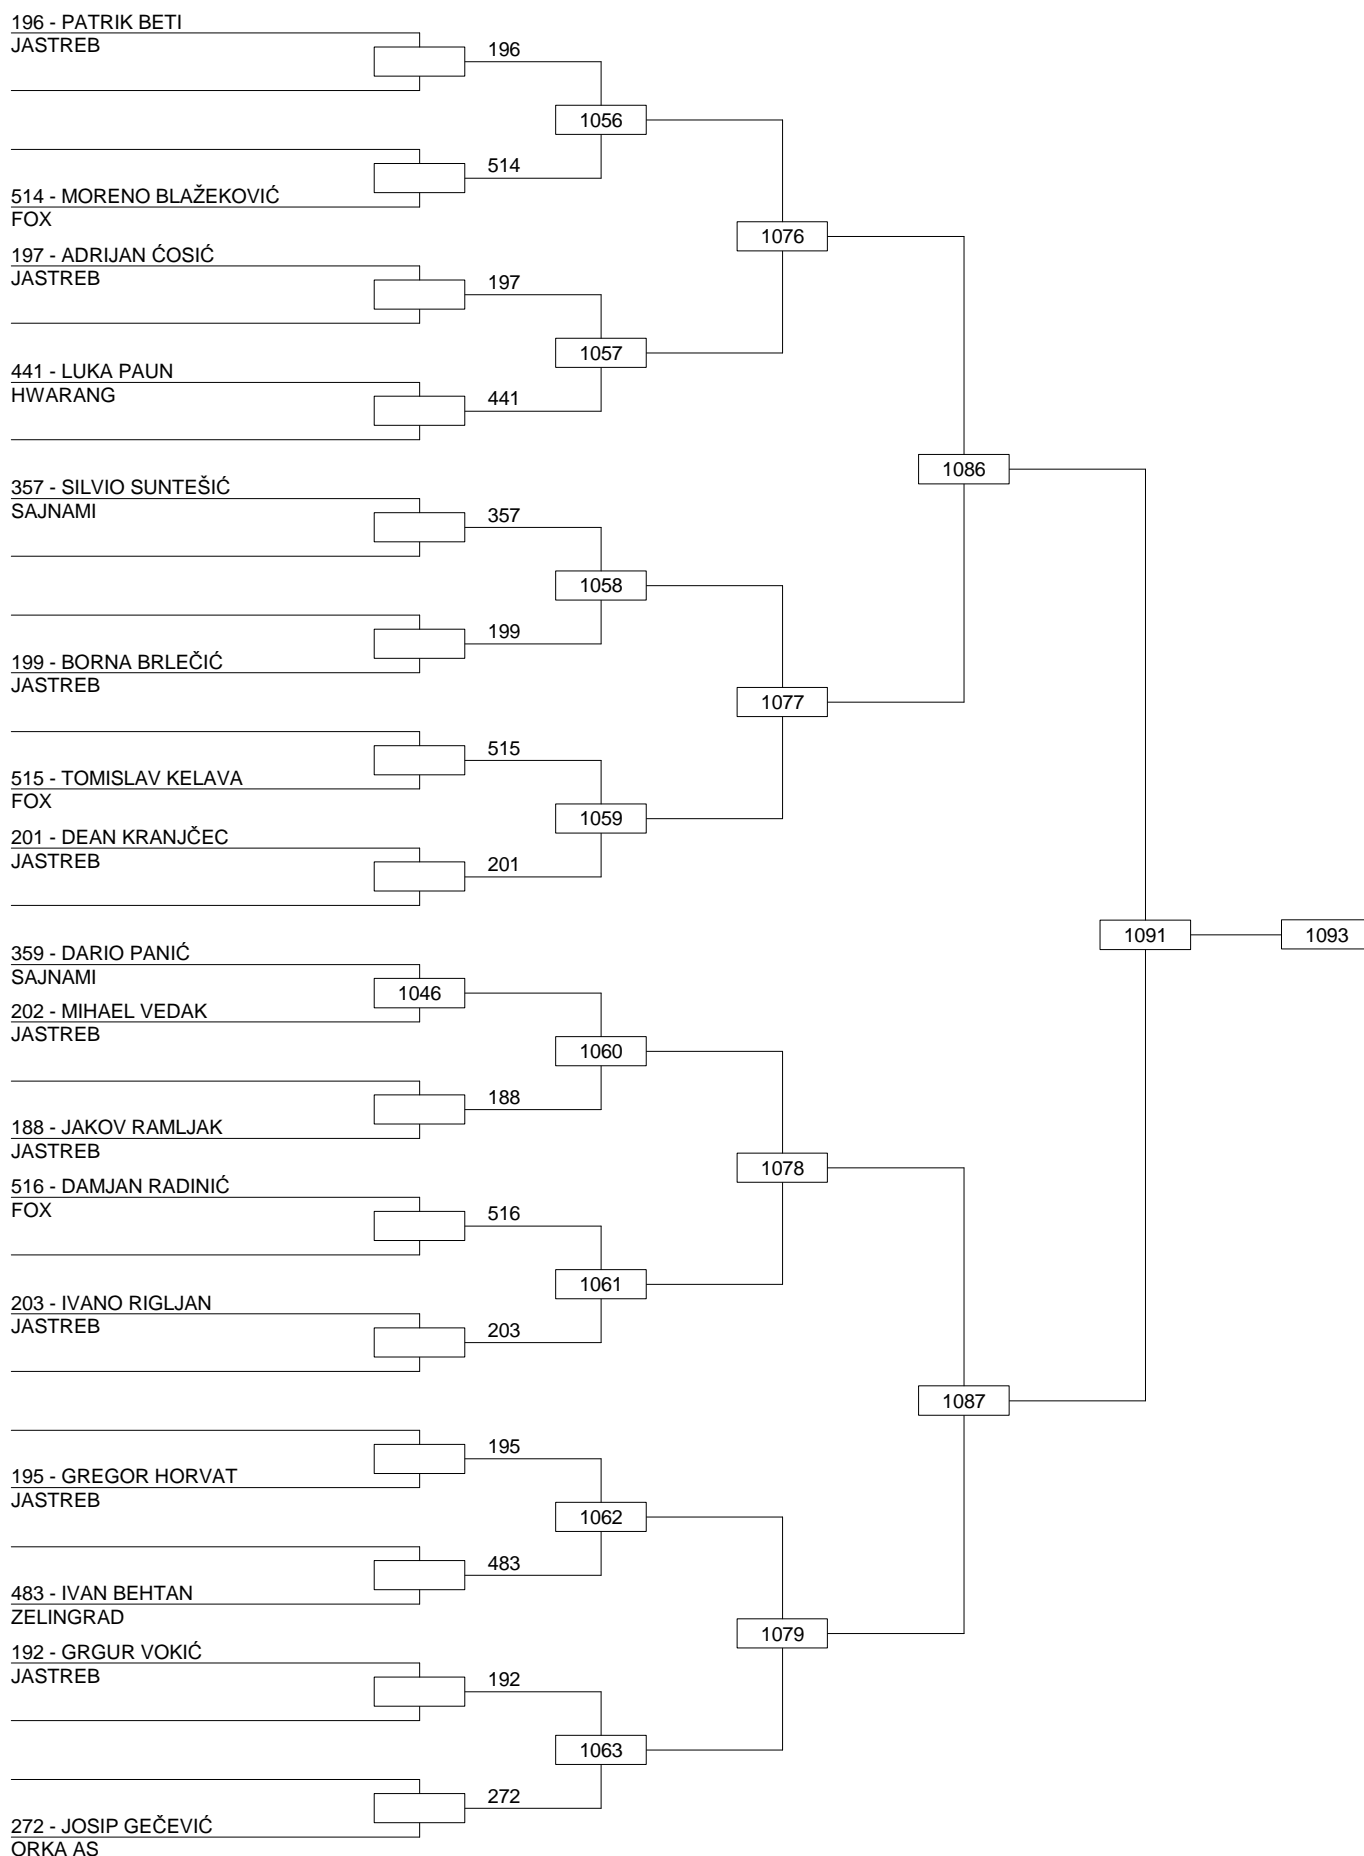 196 - PATRIK BETI
JASTREB
196
1056
514
514 - MORENO BLAŽEKOVIĆ
FOX
1076
197 - ADRIJAN ĆOSIĆ
JASTREB
197
1057
441 - LUKA PAUN
HWARANG
441
1086
357 - SILVIO SUNTEŠIĆ
SAJNAMI
357
1058
199
199 - BORNA BRLEČIĆ
JASTREB
1077
515
515 - TOMISLAV KELAVA
FOX
1059
201 - DEAN KRANJČEC
JASTREB
201
1091
1093
359 - DARIO PANIĆ
SAJNAMI
1046
202 - MIHAEL VEDAK
JASTREB
1060
188
188 - JAKOV RAMLJAK
JASTREB
1078
516 - DAMJAN RADINIĆ
FOX
516
1061
203 - IVANO RIGLJAN
JASTREB
203
1087
195
195 - GREGOR HORVAT
JASTREB
1062
483
483 - IVAN BEHTAN
ZELINGRAD
1079
192 - GRGUR VOKIĆ
JASTREB
192
1063
272
272 - JOSIP GEČEVIĆ
ORKA AS